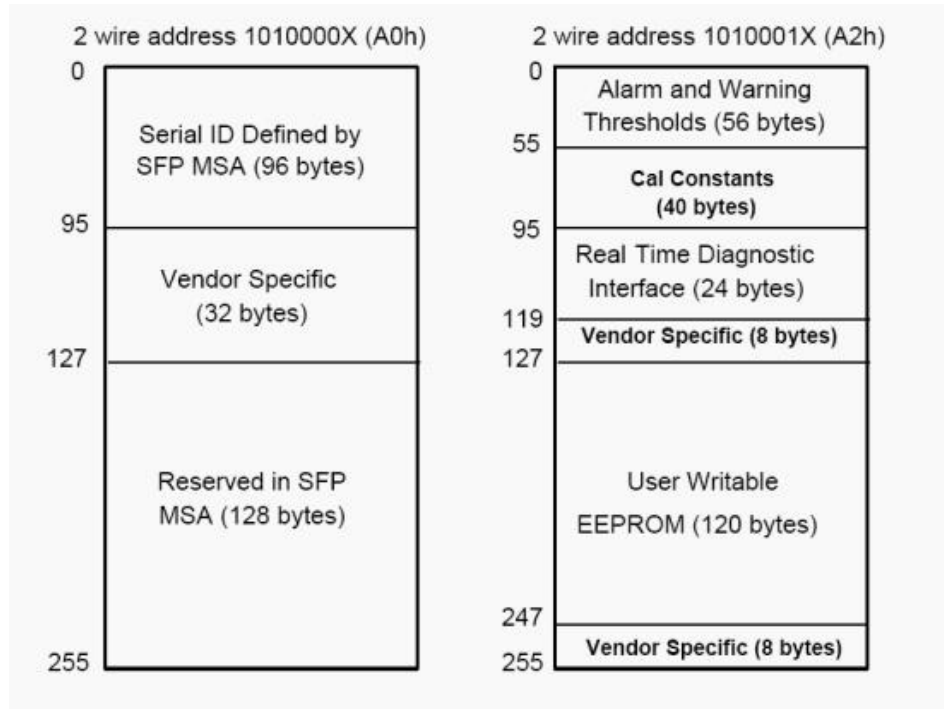 2 wire address 1010000X (A0h)
0
Serial ID Defined by
SFP MSA (96 bytes)
95
Vendor Specific
(32 bytes)
127
Reserved in SFP
MSA (128 bytes)
255
2 wire address 1010001X (A2h)
0
Alarm and Warning
Thresholds (56 bytes)
55
Cal Constants
(40 bytes)
95
Real Time Diagnostic
Interface (24 bytes)
119
Vendor Specific (8 bytes)
127
User Writable
EEPROM (120 bytes)
247
Vendor Specific (8 bytes)
255